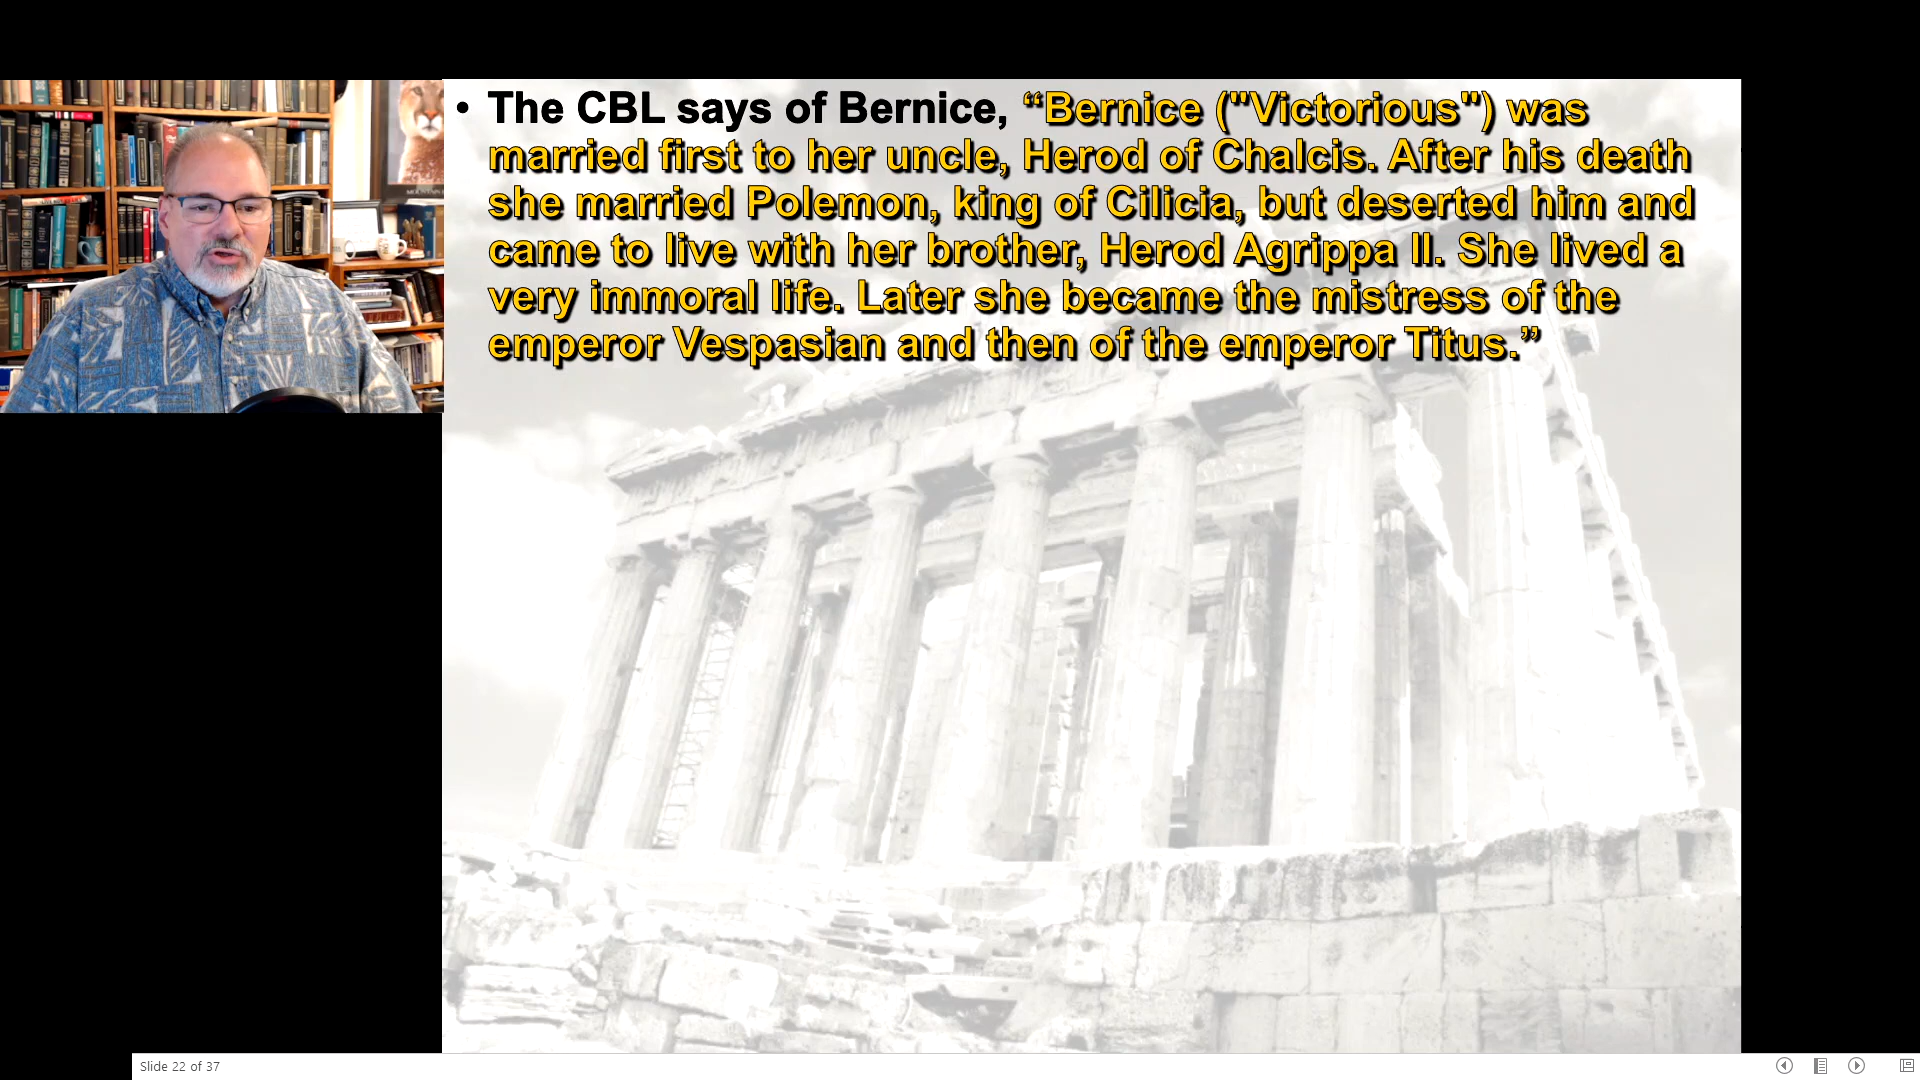 • The CBL says of Bernice, “Bernice ("Victorious") was
married first to her uncle, Herod of Chalcis. After his death
she married Polemon, king of Cilicia, but deserted him and
came to live with her brother, Herod Agrippa II. She lived a
very immoral life. Later she became the mistress of the
emperor Vespasian and then of the emperor Titus.”
Slide 22 of 37